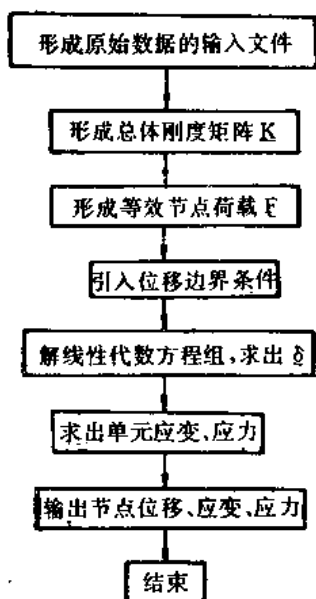 形成原始数据的输入文件
形成总体刚度矩阵 K
形成等效节点荷载 F
引入位移边界条件
解线性代数方程组,求出 δ
求出单元应变、应力
输出节点位移、应变、应力
结束